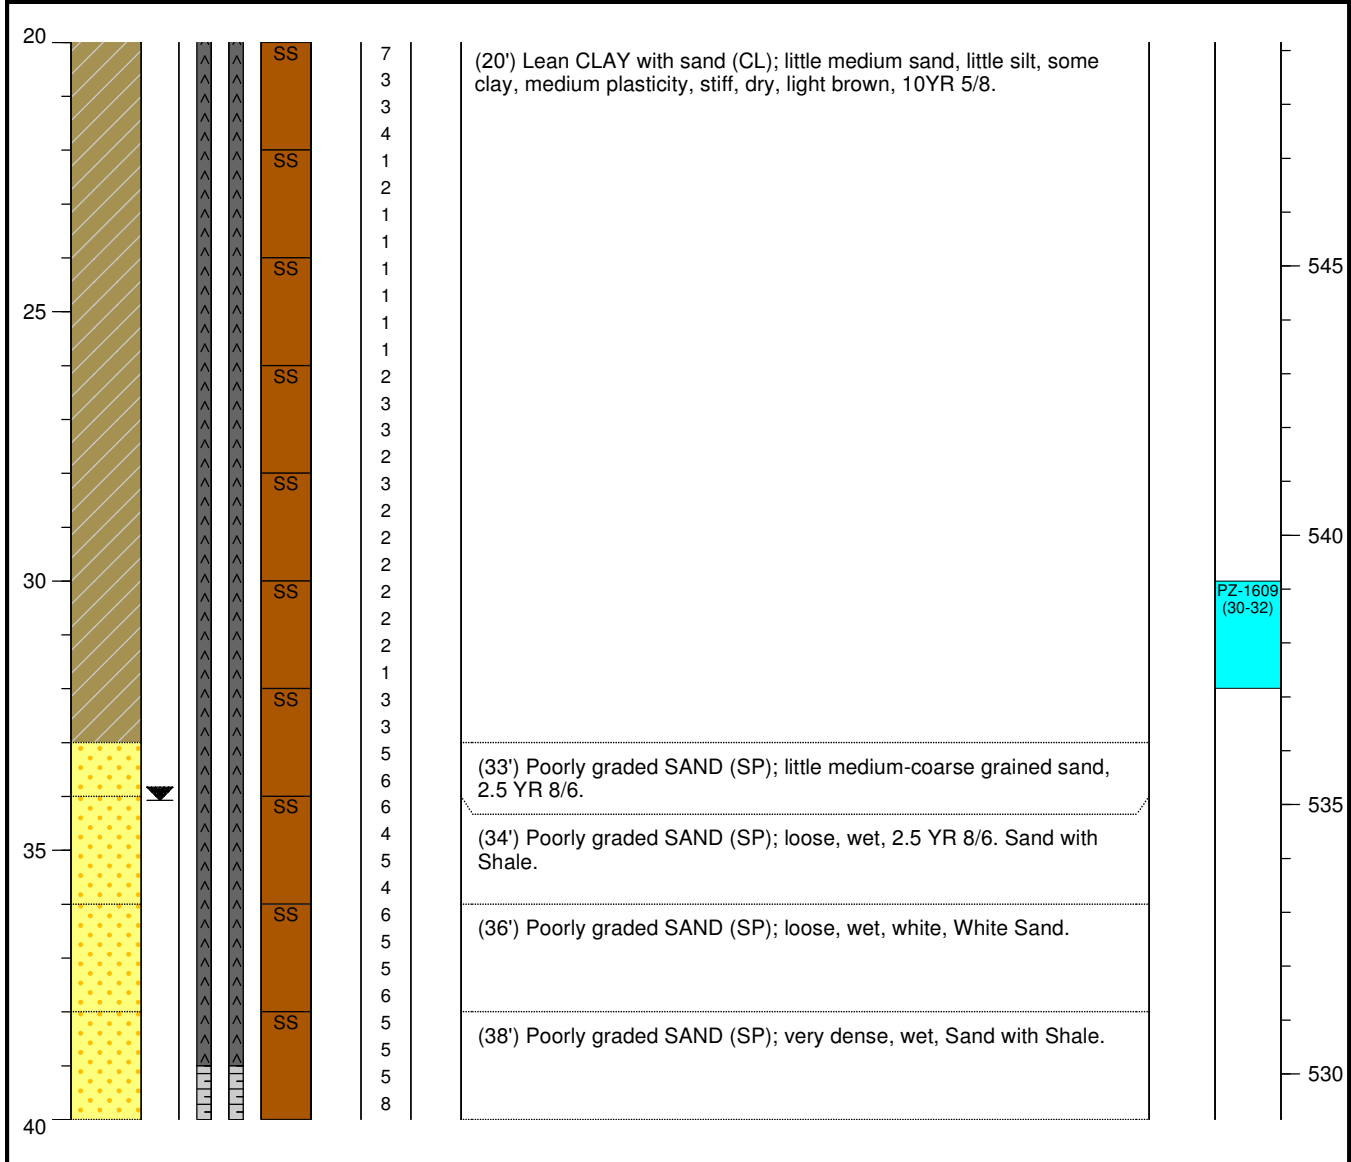 20
SS
7
(20') Lean CLAY with sand (CL); little medium sand, little silt, some
clay, medium plasticity, stiff, dry, light brown, 10YR 5/8.
3
3
4
SS
1
2
1
1
SS
1
545
1
25
1
1
SS
2
3
3
2
SS
3
2
2
540
2
30
SS
2
PZ-1609
(30-32)
2
2
1
SS
3
3
5
(33') Poorly graded SAND (SP); little medium-coarse grained sand,
2.5 YR 8/6.
6
SS
6
535
4
(34') Poorly graded SAND (SP); loose, wet, 2.5 YR 8/6. Sand with
Shale.
35
5
4
SS
6
(36') Poorly graded SAND (SP); loose, wet, white, White Sand.
5
5
6
SS
5
(38') Poorly graded SAND (SP); very dense, wet, Sand with Shale.
5
5
530
8
40